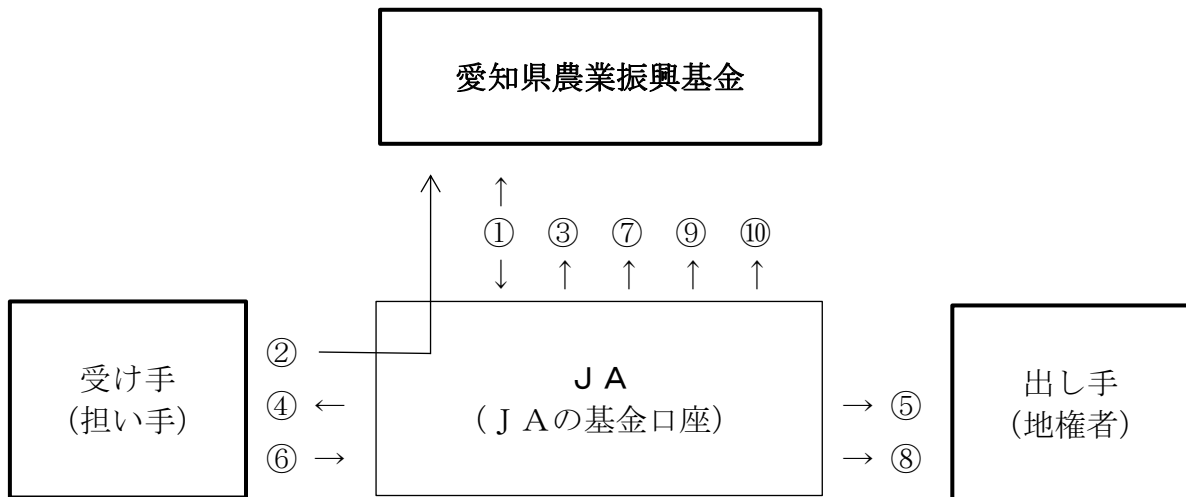 愛知県農業振興基金
↑
① ③ ⑦ ⑨ ⑩
↓ ↑ ↑ ↑ ↑
②
受け手
(担い手)
④ ←
⑥ →
ＪＡ
(ＪＡの基金口座)
→ ⑤
→ ⑧
出し手
(地権者)